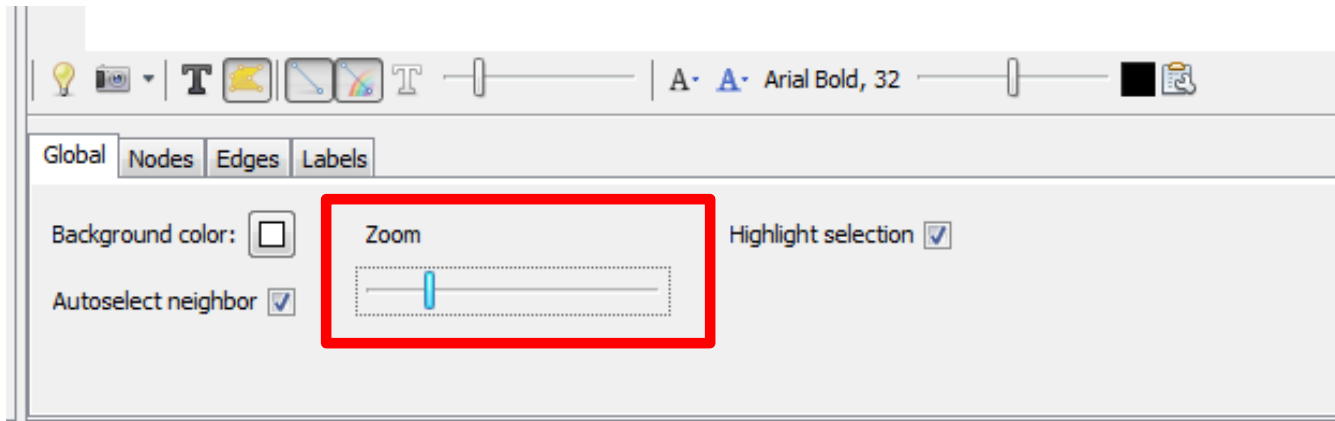 T T A A Arial Bold, 32
Global Nodes Edges Labels
Background color: Zoom Highlight selection
Autoselect neighbor